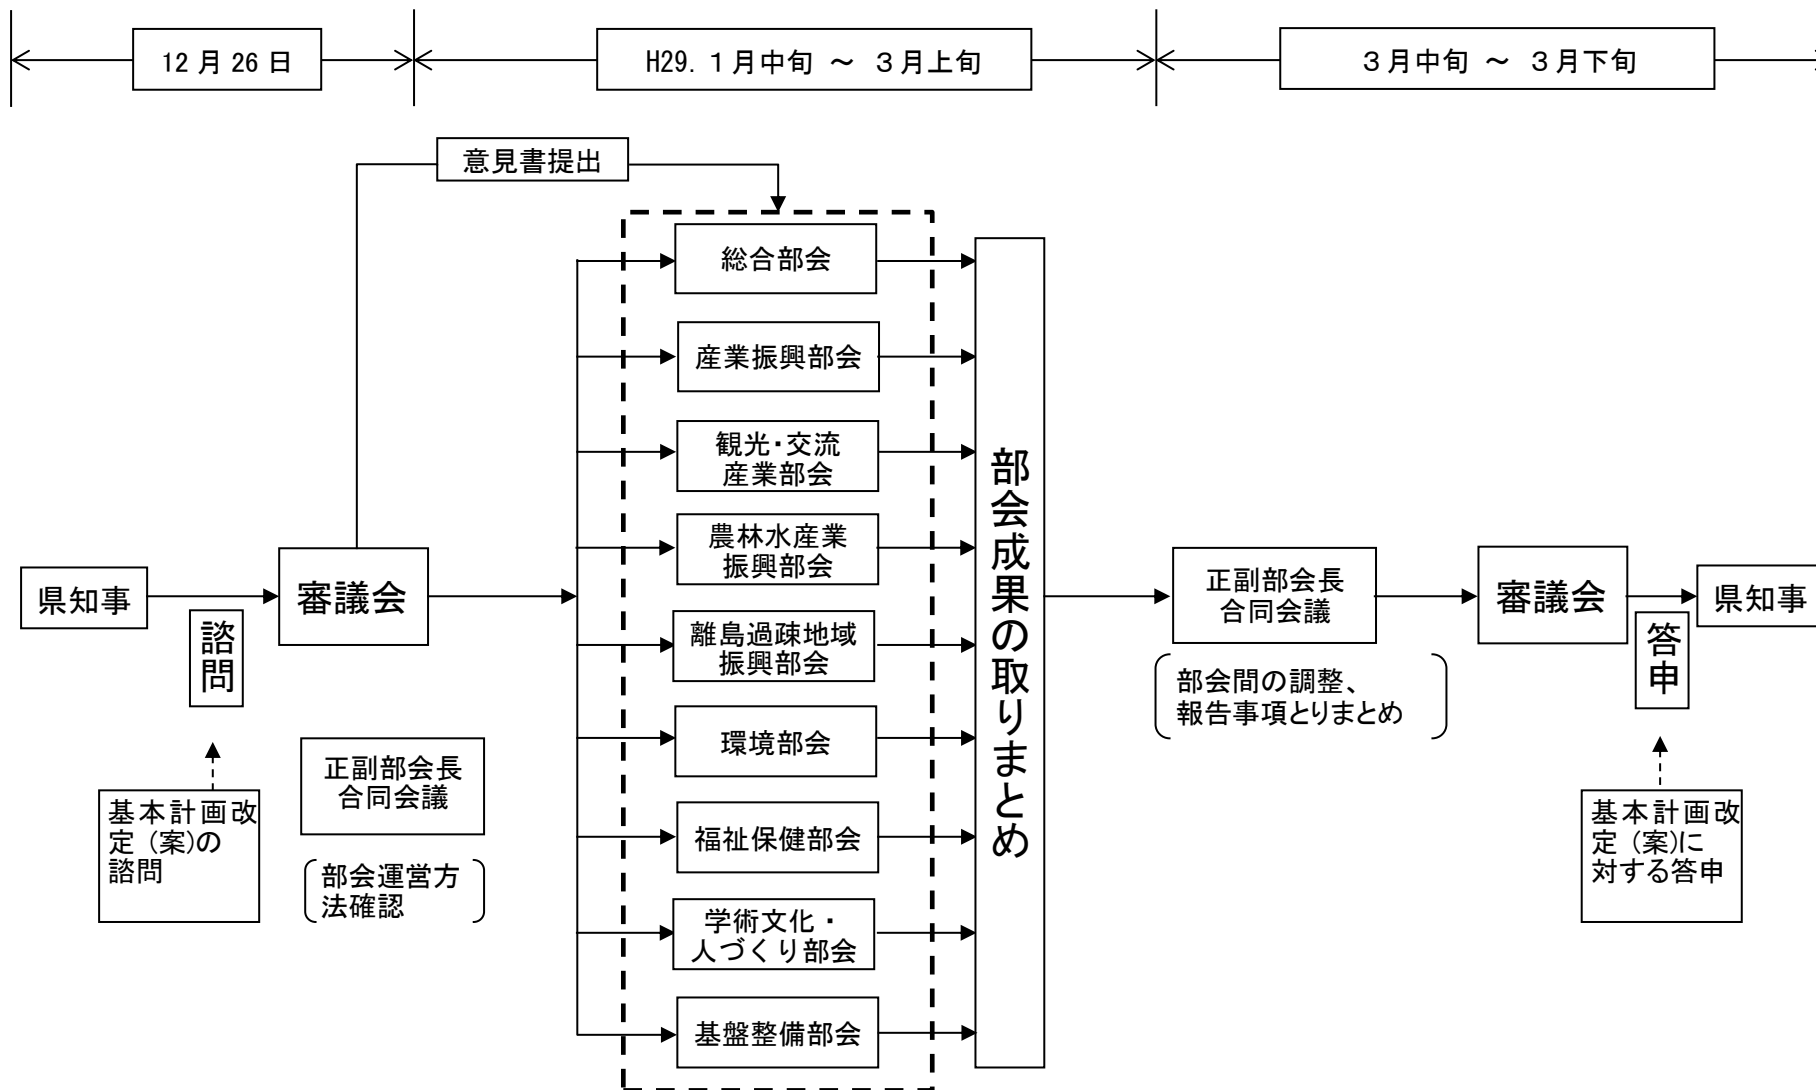 12月26日
H29. 1月中旬 ～ 3月上旬
3月中旬 ～ 3月下旬
意見書提出
県知事
諮問
基本計画改
定（案)の
諮問
審議会
正副部会長
合同会議
部会運営方
法確認
総合部会
産業振興部会
観光・交流
産業部会
農林水産業
振興部会
離島過疎地域
振興部会
環境部会
福祉保健部会
学術文化・
人づくり部会
基盤整備部会
部会成果の取りまとめ
正副部会長
合同会議
部会間の調整、
報告事項とりまとめ
審議会
答申
県知事
基本計画改
定（案)に
対する答申